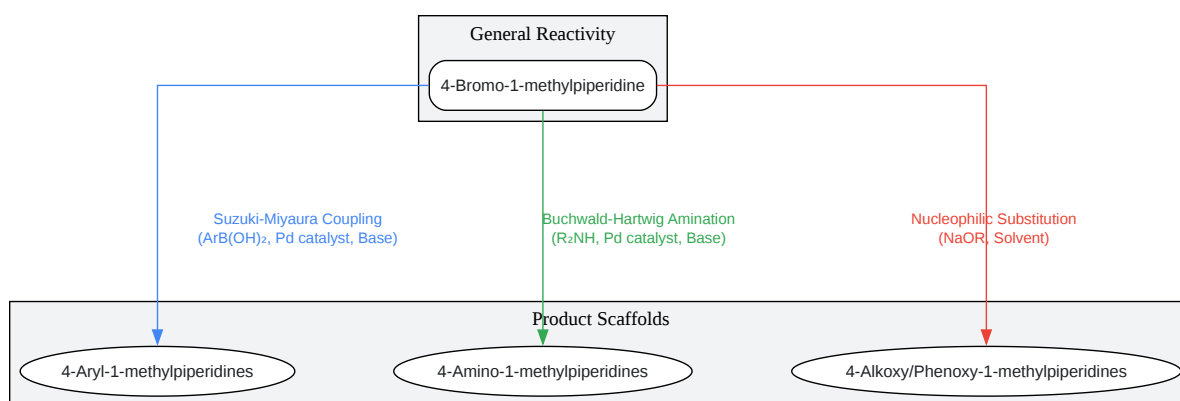 General Reactivity
4-Bromo-1-methylpiperidine
Suzuki-Miyaura Coupling
(ArB(OH)₂, Pd catalyst, Base)
Buchwald-Hartwig Amination
(R₂NH, Pd catalyst, Base)
Nucleophilic Substitution
(NaOR, Solvent)
Product Scaffolds
4-Aryl-1-methylpiperidines
4-Amino-1-methylpiperidines
4-Alkoxy/Phenoxy-1-methylpiperidines